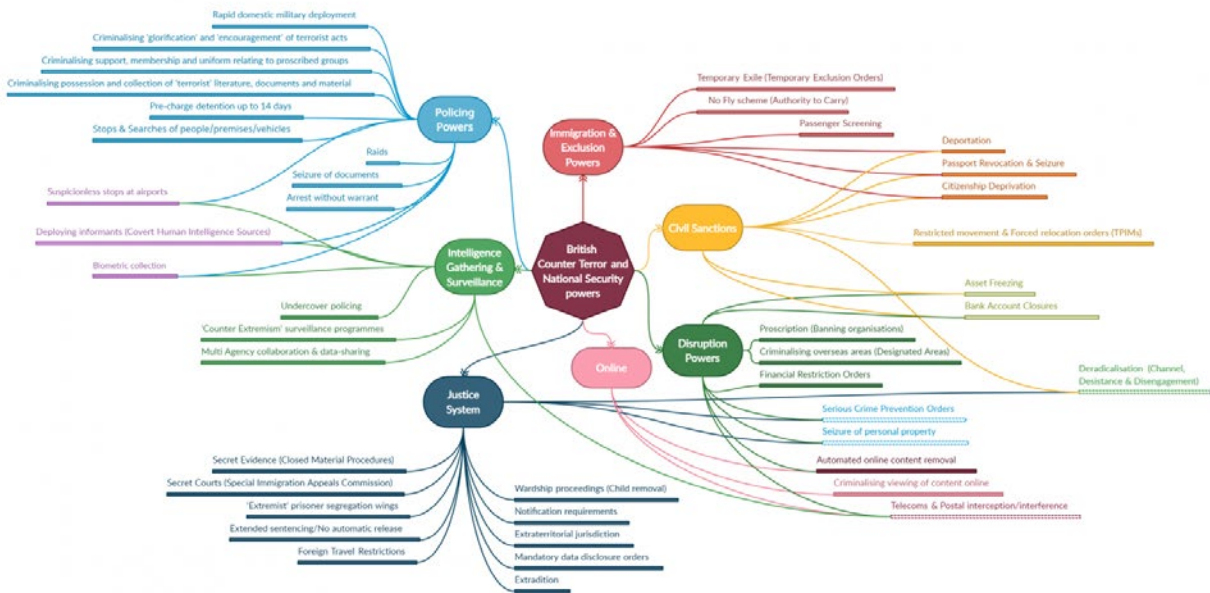 Rapid domestic military deployment
Criminalising 'glorification' and 'encouragement' of terrorist acts
Criminalising support, membership and uniform relating to proscribed groups
Criminalising possession and collection of 'terrorist' literature, documents and material
Pre-charge detention up to 14 days
Stops & Searches of people/premises/vehicles
Raids
Seizure of documents
Arrest without warrant
Policing
Powers
Suspicionless stops at airports
Deploying informants (Covert Human Intelligence Sources)
Biometric collection
Intelligence
Gathering &
Surveillance
Undercover policing
'Counter Extremism' surveillance programmes
Multi Agency collaboration & data-sharing
British
Counter Terror and
National Security
powers
Immigration &
Exclusion
Powers
Temporary Exile (Temporary Exclusion Orders)
No Fly scheme (Authority to Carry)
Passenger Screening
Deportation
Passport Revocation & Seizure
Citizenship Deprivation
Civil Sanctions
Restricted movement & Forced relocation orders (TPIMs)
Asset Freezing
Bank Account Closures
Disruption
Powers
Proscription (Banning organisations)
Criminalising overseas areas (Designated Areas)
Financial Restriction Orders
Deradicalisation (Channel,
Desistance & Disengagement)
Serious Crime Prevention Orders
Seizure of personal property
Online
Automated online content removal
Criminalising viewing of content online
Telecoms & Postal interception/interference
Justice
System
Secret Evidence (Closed Material Procedures)
Secret Courts (Special Immigration Appeals Commission)
'Extremist' prisoner segregation wings
Extended sentencing/No automatic release
Foreign Travel Restrictions
Wardship proceedings (Child removal)
Notification requirements
Extraterritorial jurisdiction
Mandatory data disclosure orders
Extradition